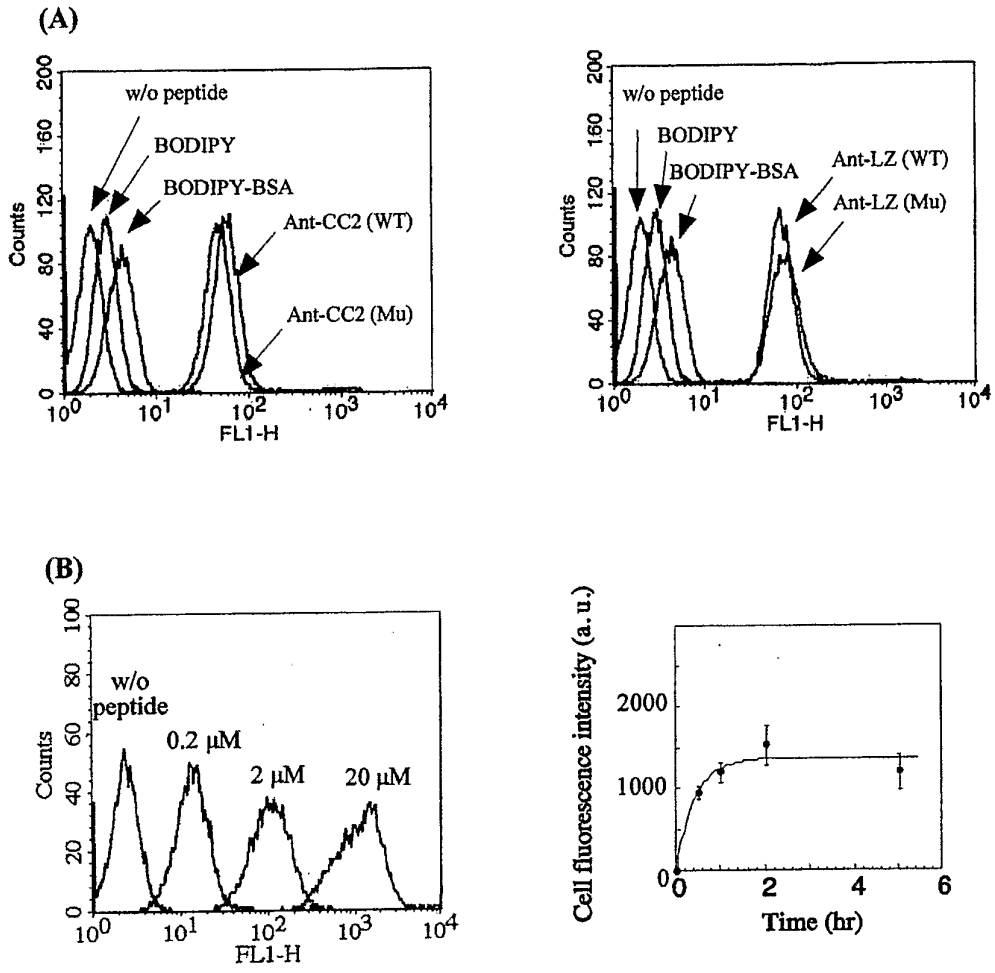 (A)
200
160
120
80
40
0
Counts
w/o peptide
BODIPY
BODIPY-BSA
Ant-CC2 (WT)
Ant-CC2 (Mu)
10^0 10^1 10^2 10^3 10^4
FL1-H
200
160
120
80
40
0
Counts
w/o peptide
BODIPY
BODIPY-BSA
Ant-LZ (WT)
Ant-LZ (Mu)
10^0 10^1 10^2 10^3 10^4
FL1-H
(B)
100
80
60
40
20
0
Counts
w/o
peptide
0.2 μM
2 μM
20 μM
10^0 10^1 10^2 10^3 10^4
FL1-H
Cell fluorescence intensity (a. u.)
2000
1000
0
0 2 4 6
Time (hr)